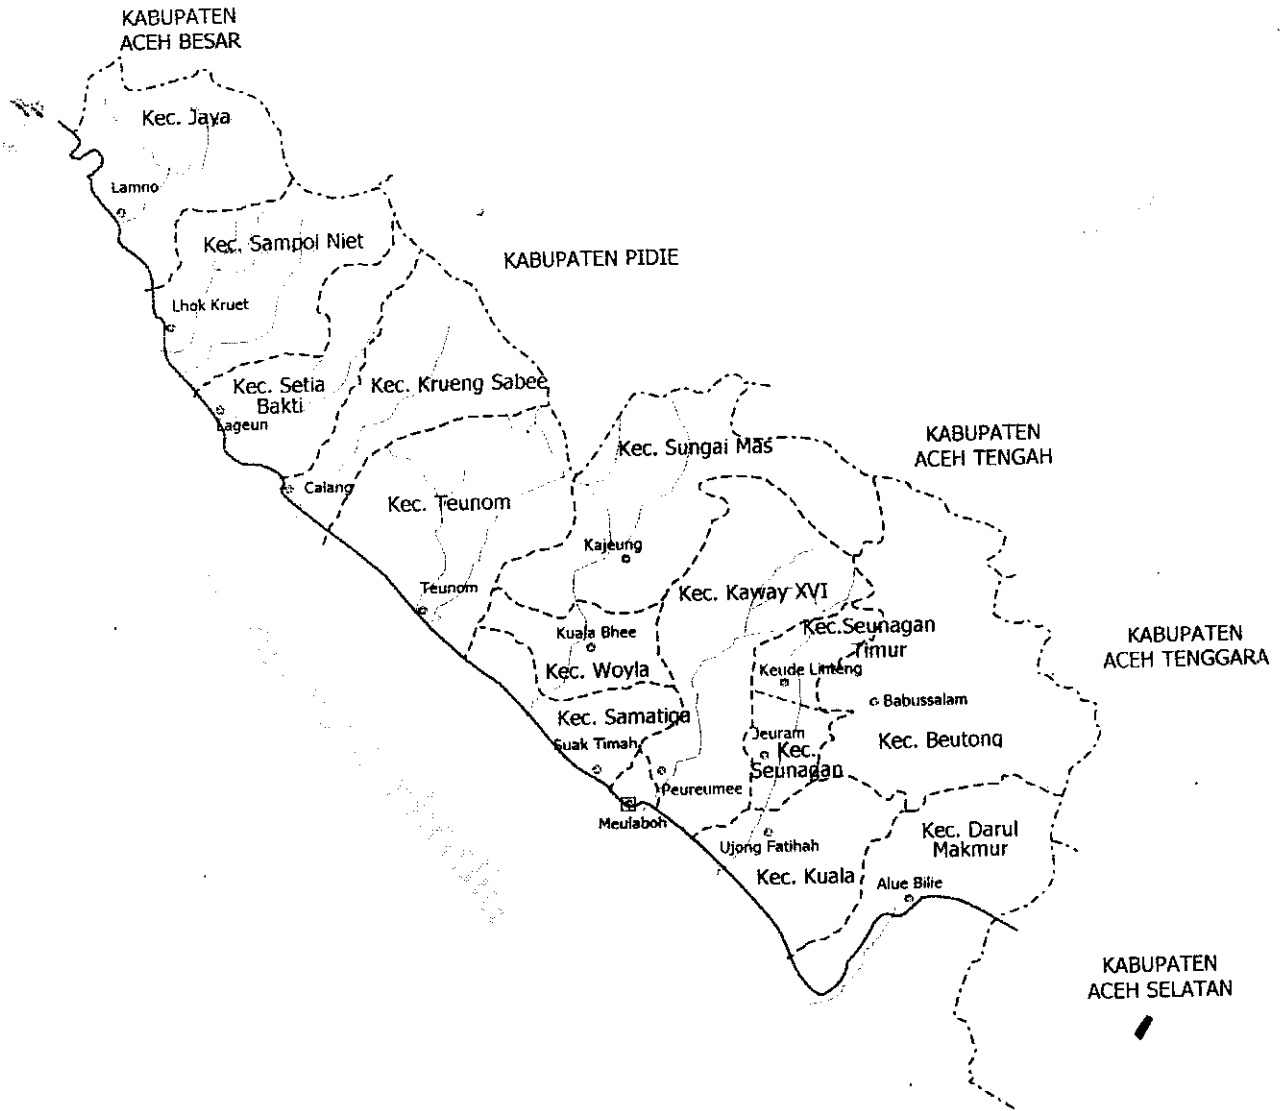 KABUPATEN
ACEH BESAR
Kec. Jaya
Lamno
Kec. Sampoi Niet
KABUPATEN PIDIE
Lhok Kruet
Kec. Setia
Bakti
Kec. Krueng Sabee
Lageun
Kec. Sungai Mas
KABUPATEN
ACEH TENGAH
Calang
Kec. Teunom
Kajeung
Teunom
Kec. Kaway XVI
Kuala Bhee
Kec.Seunagan
Timur
KABUPATEN
ACEH TENGGARA
Kec. Woyla
Keude Linteng
Babussalam
Kec. Samatiga
Suak Timah
Jeuram
Kec.
Seunagan
Kec. Beutong
Peureumee
Meulaboh
Ujong Fatihah
Kec. Darul
Makmur
Kec. Kuala
Alue Bilie
KABUPATEN
ACEH SELATAN